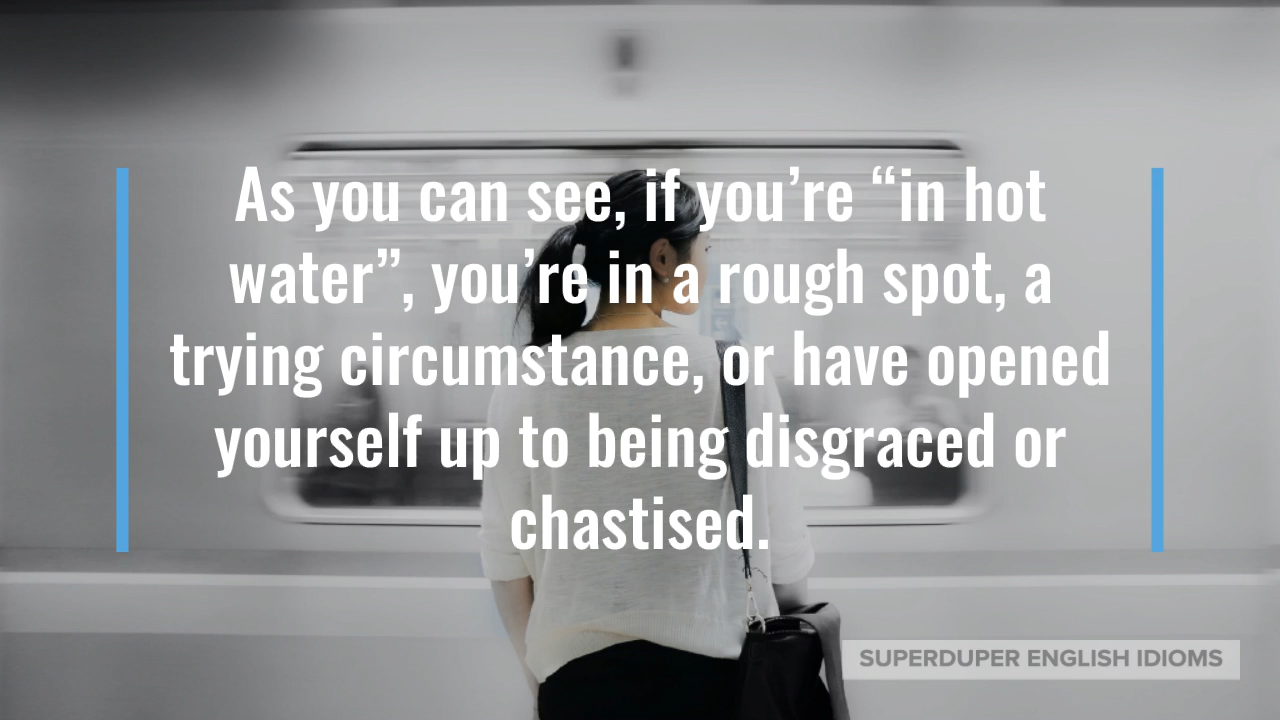 As you can see, if you’re “in hot
water”, you’re in a rough spot, a
trying circumstance, or have opened
yourself up to being disgraced or
chastised.
SUPERDUPER ENGLISH IDIOMS